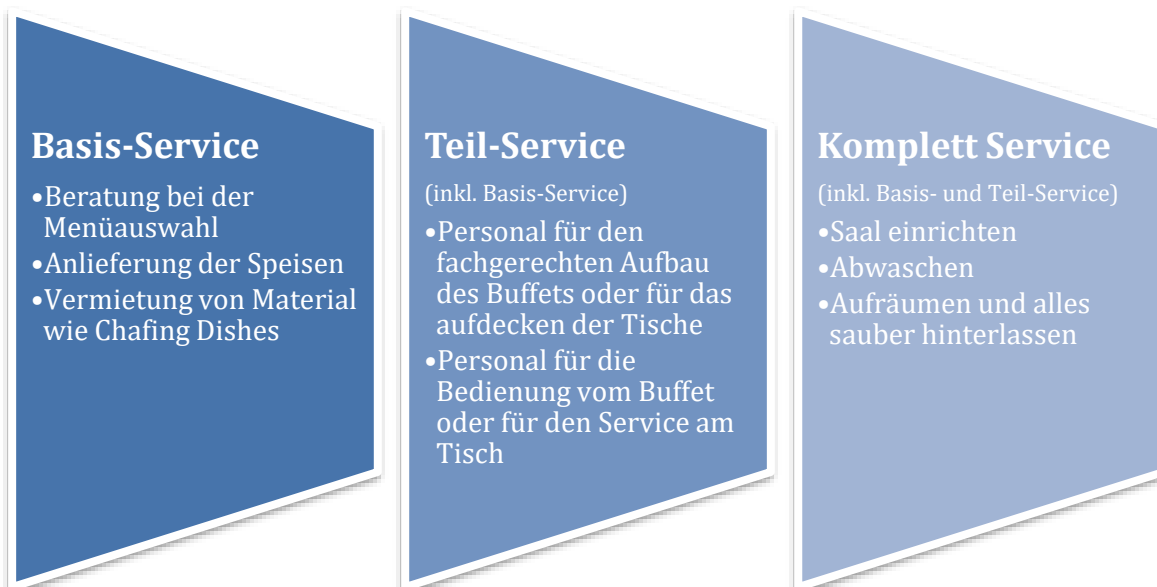 Basis-Service
•Beratung bei der
Menüauswahl
•Anlieferung der Speisen
•Vermietung von Material
wie Chafing Dishes
Teil-Service
(inkl. Basis-Service)
•Personal für den
fachgerechten Aufbau
des Buffets oder für das
aufdecken der Tische
•Personal für die
Bedienung vom Buffet
oder für den Service am
Tisch
Komplett Service
(inkl. Basis- und Teil-Service)
•Saal einrichten
•Abwaschen
•Aufräumen und alles
sauber hinterlassen